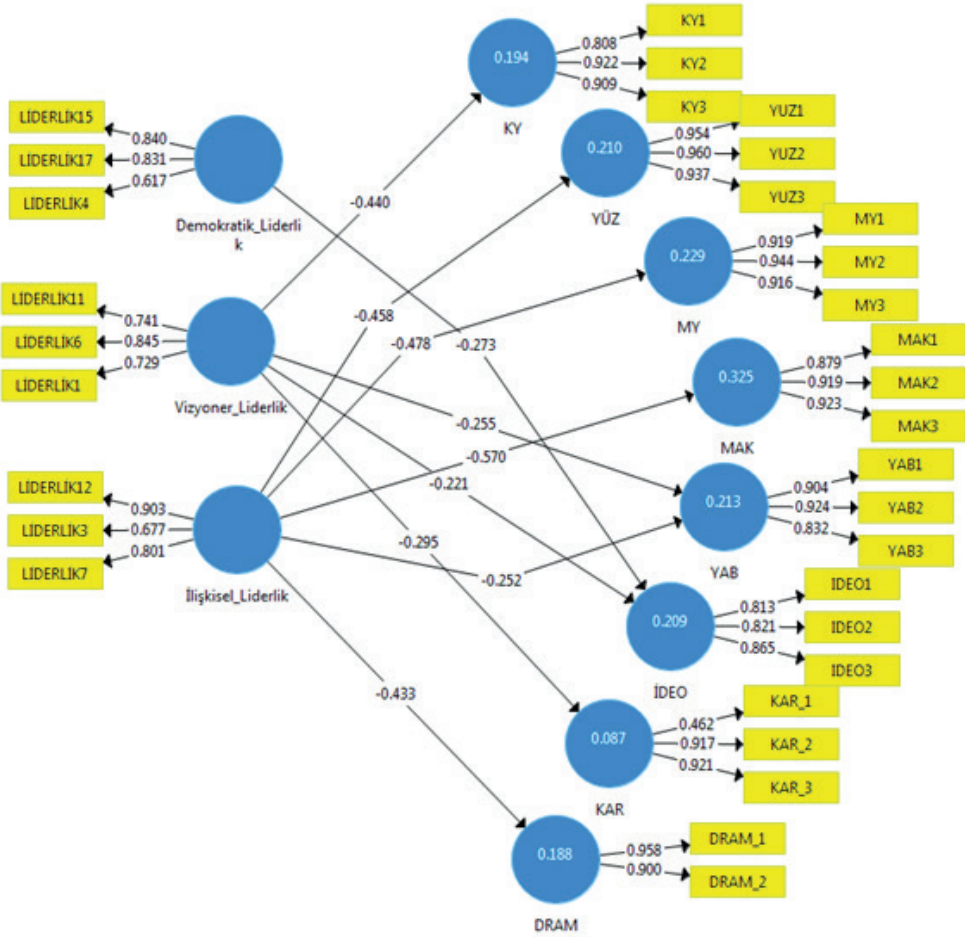 KY1
0.808
KY2
0.922
KY3
0.909
0.194
KY
YUZ1
0.954
YUZ2
0.960
YUZ3
0.937
0.210
YÜZ
LİDERLİK15
0.840
LİDERLİK17
0.831
LIDERLİK4
0.617
Demokratik_Liderli
k
-0.440
MY1
0.919
MY2
0.944
MY3
0.916
0.229
MY
LİDERLİK11
0.741
LİDERLİK6
0.845
LİDERLİK1
0.729
Vizyoner_Liderlik
-0.458
-0.478
-0.273
MAK1
0.879
MAK2
0.919
MAK3
0.923
0.325
MAK
-0.255
-0.570
-0.221
YAB1
0.904
YAB2
0.924
YAB3
0.832
0.213
YAB
LIDERLİK12
0.903
LIDERLİK3
0.677
LIDERLİK7
0.801
İlişkisel_Liderlik
-0.295
-0.252
IDEO1
0.813
IDEO2
0.821
IDEO3
0.865
0.209
İDEO
-0.433
KAR_1
0.462
KAR_2
0.917
KAR_3
0.921
0.087
KAR
DRAM_1
0.958
DRAM_2
0.900
0.188
DRAM